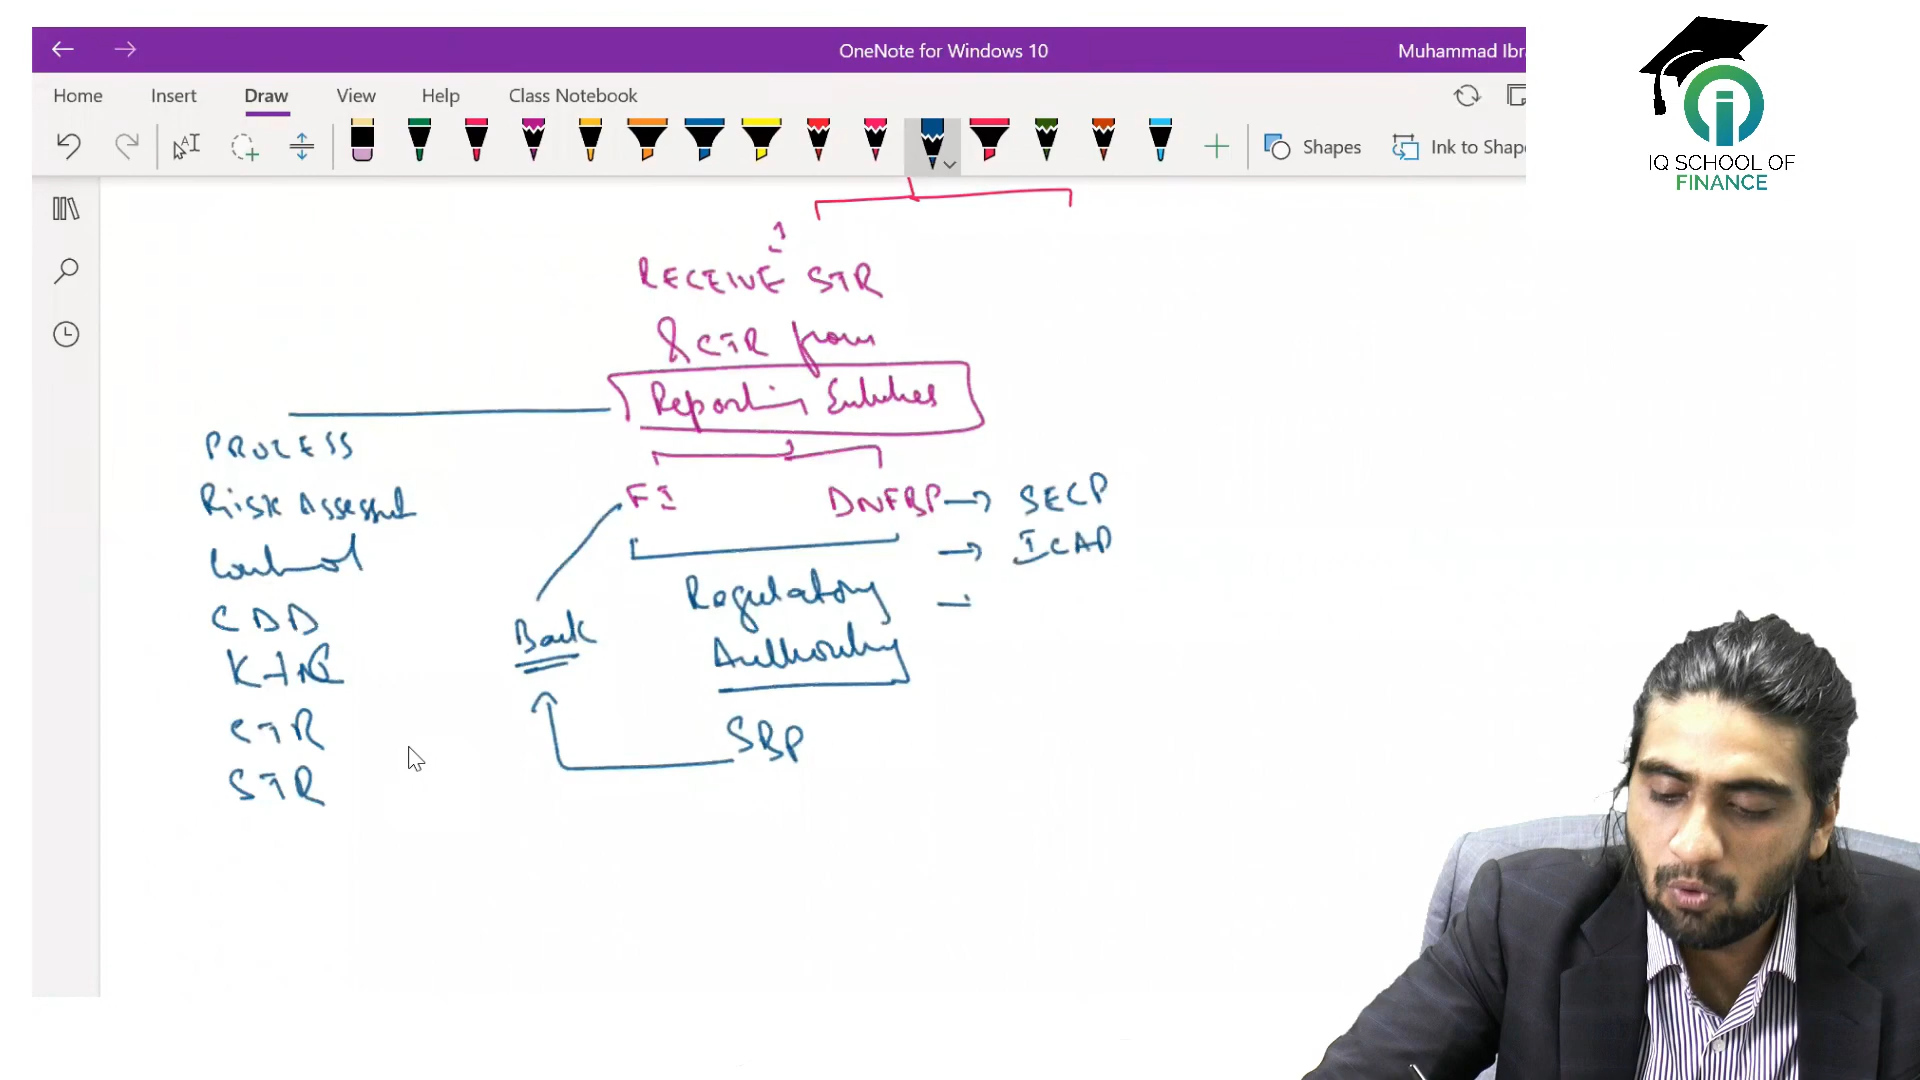 OneNote for Windows 10
Muhammad Ibr
Home Insert Draw View Help Class Notebook
Shapes Ink to Shap
IQ SCHOOL OF
FINANCE
RECEIVE STR
& CTR from
Reporting Entities
PROCESS
Risk Assessmt
Control
CDD
KYC
CTR
STR
FI DNFBP → SECP
→ ICAP
Bank
Regulatory
Authority
SBP